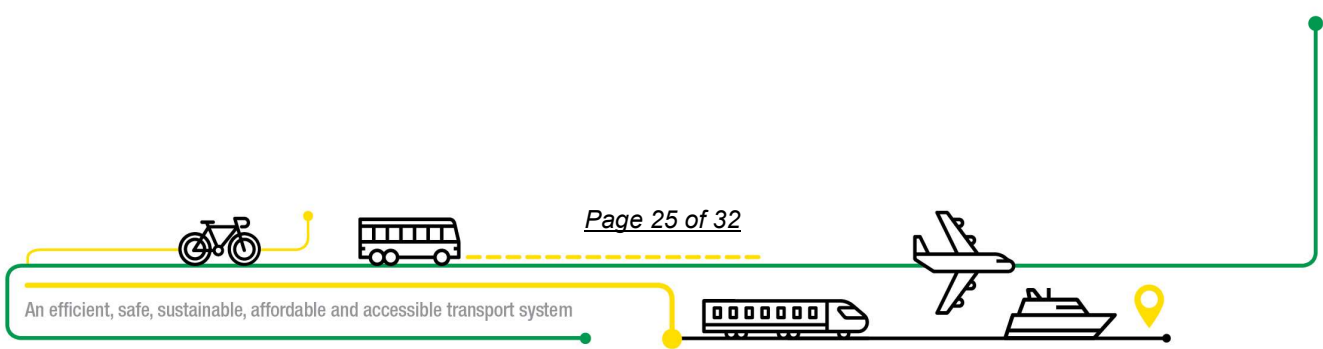 Page 25 of 32
An efficient, safe, sustainable, affordable and accessible transport system